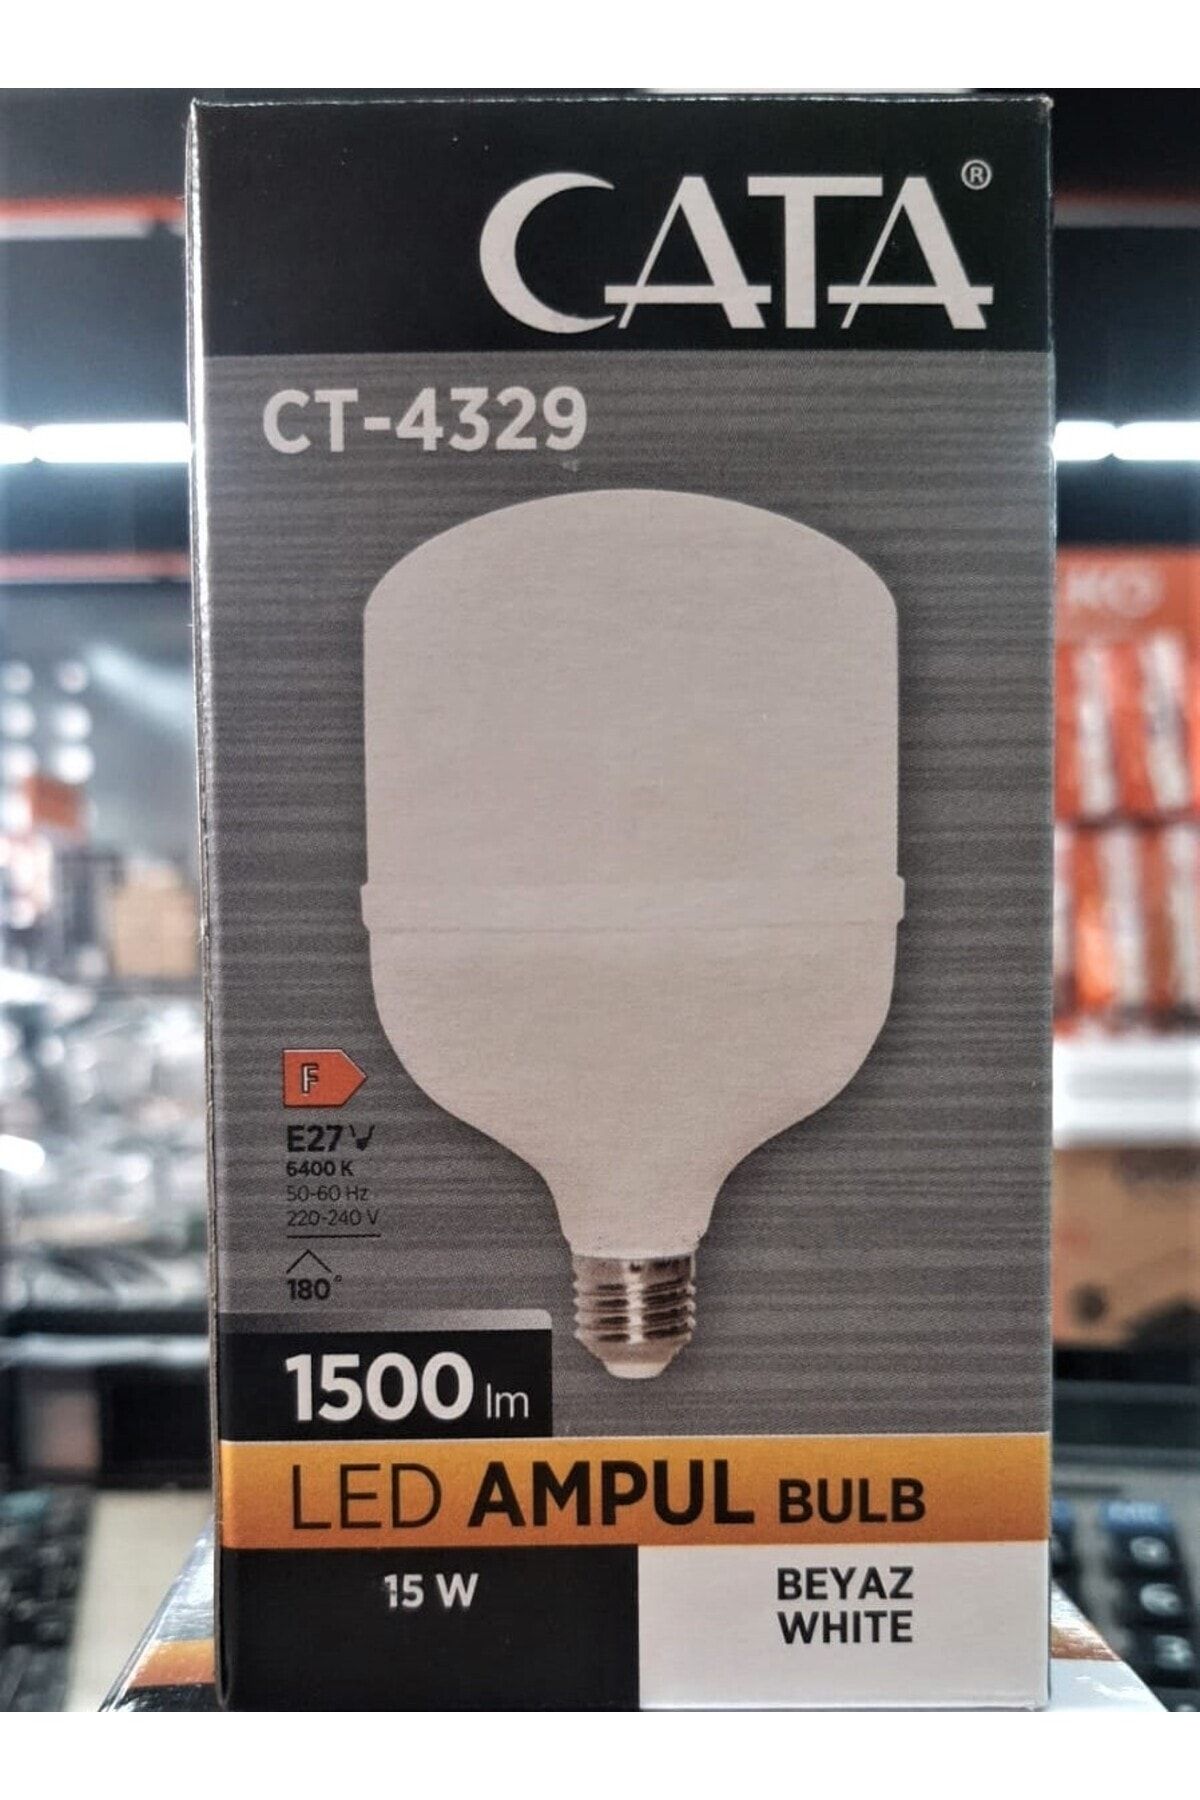 CATA®
CT-4329
F
E27
6400 K
50-60 Hz
220-240 V
180°
1500 lm
LED AMPUL BULB
15 W
BEYAZ
WHITE